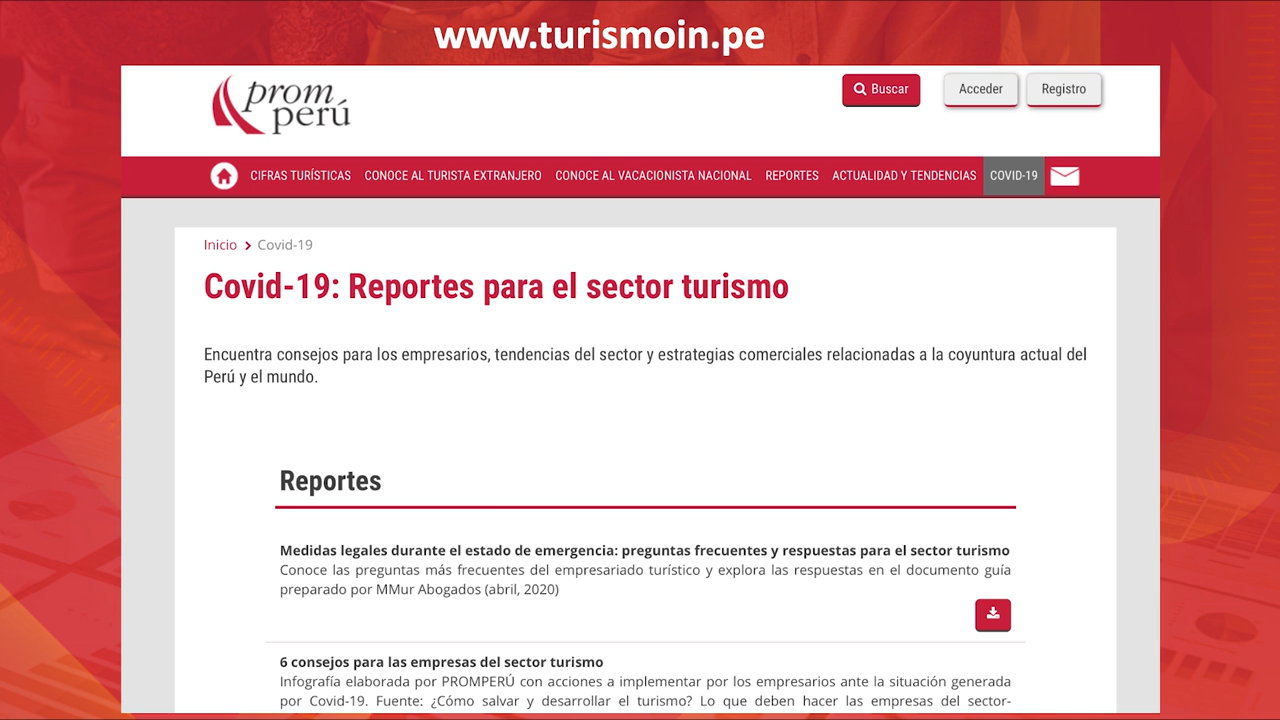 www.turismoin.pe
prom
perú
Buscar
Acceder
Registro
CIFRAS TURÍSTICAS
CONOCE AL TURISTA EXTRANJERO
CONOCE AL VACACIONISTA NACIONAL
REPORTES
ACTUALIDAD Y TENDENCIAS
COVID-19
Inicio > Covid-19
Covid-19: Reportes para el sector turismo
Encuentra consejos para los empresarios, tendencias del sector y estrategias comerciales relacionadas a la coyuntura actual del
Perú y el mundo.
Reportes
Medidas legales durante el estado de emergencia: preguntas frecuentes y respuestas para el sector turismo
Conoce las preguntas más frecuentes del empresariado turístico y explora las respuestas en el documento guía
preparado por MMur Abogados (abril, 2020)
6 consejos para las empresas del sector turismo
Infografía elaborada por PROMPERÚ con acciones a implementar por los empresarios ante la situación generada
por Covid-19. Fuente: ¿Cómo salvar y desarrollar el turismo? Lo que deben hacer las empresas del sector-